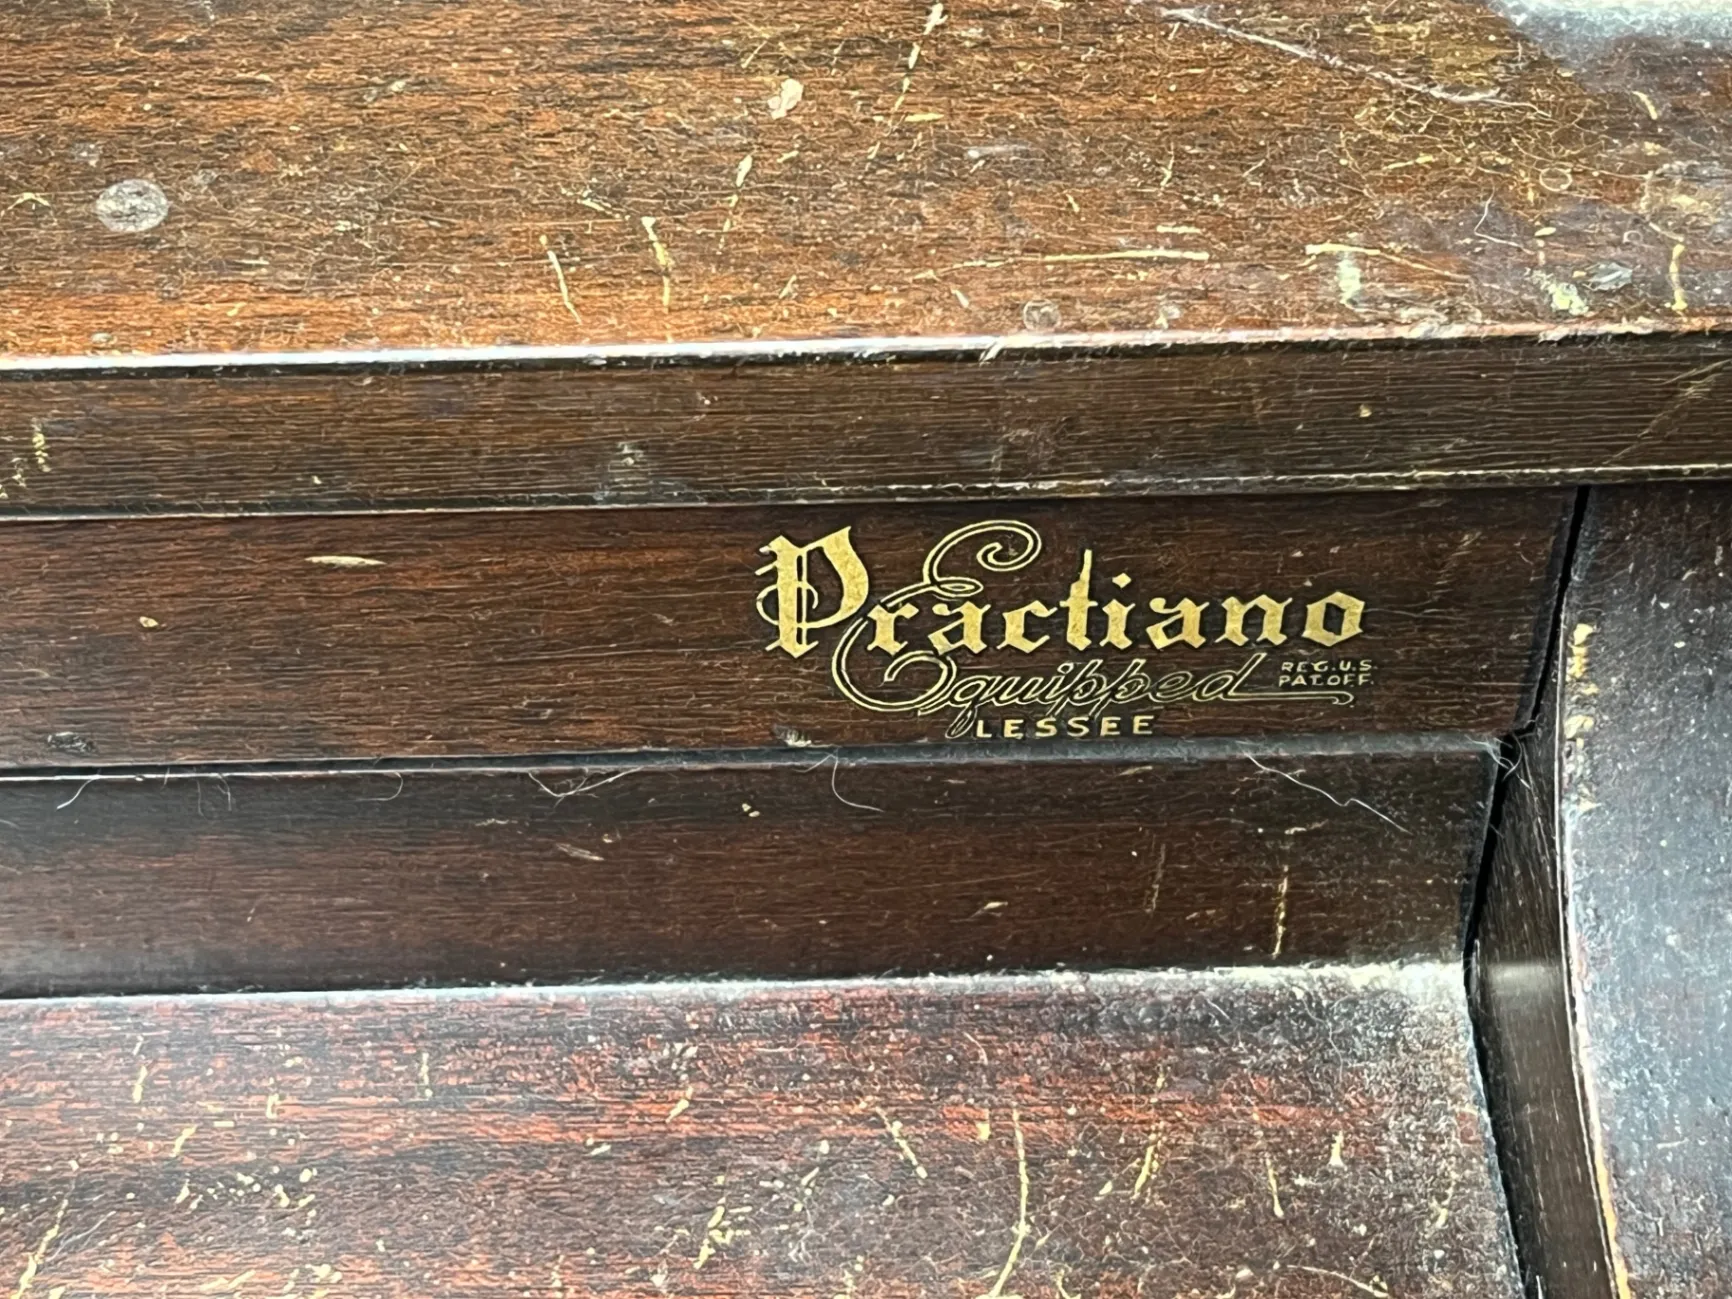 Practiano
Equipped REG. U.S.
PAT. OFF.
LESSEE